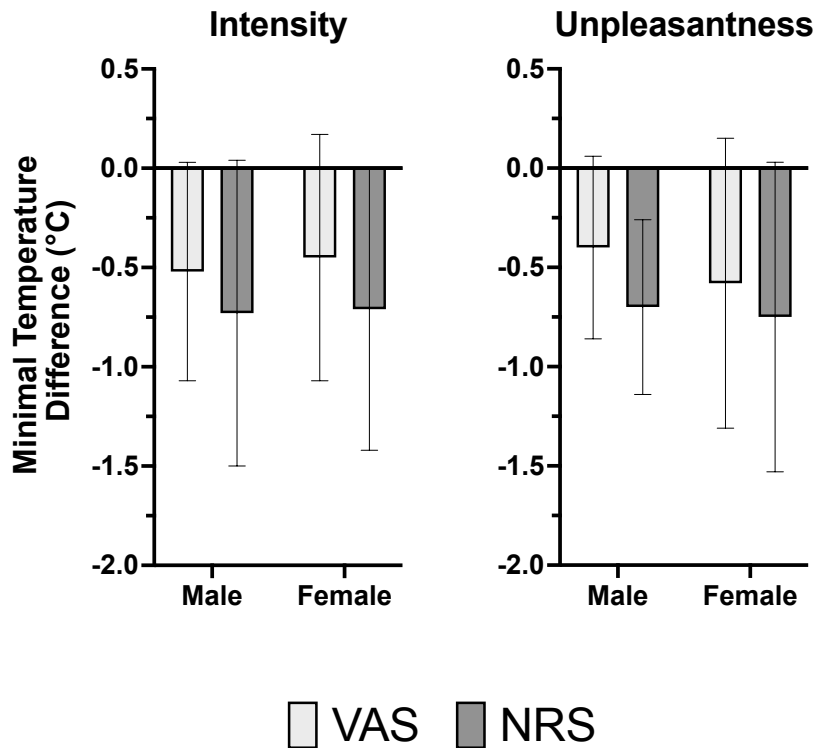 Intensity
Unpleasantness
Minimal Temperature
Difference (°C)
0.5
0.0
-0.5
-1.0
-1.5
-2.0
Male Female
0.5
0.0
-0.5
-1.0
-1.5
-2.0
Male Female
VAS NRS